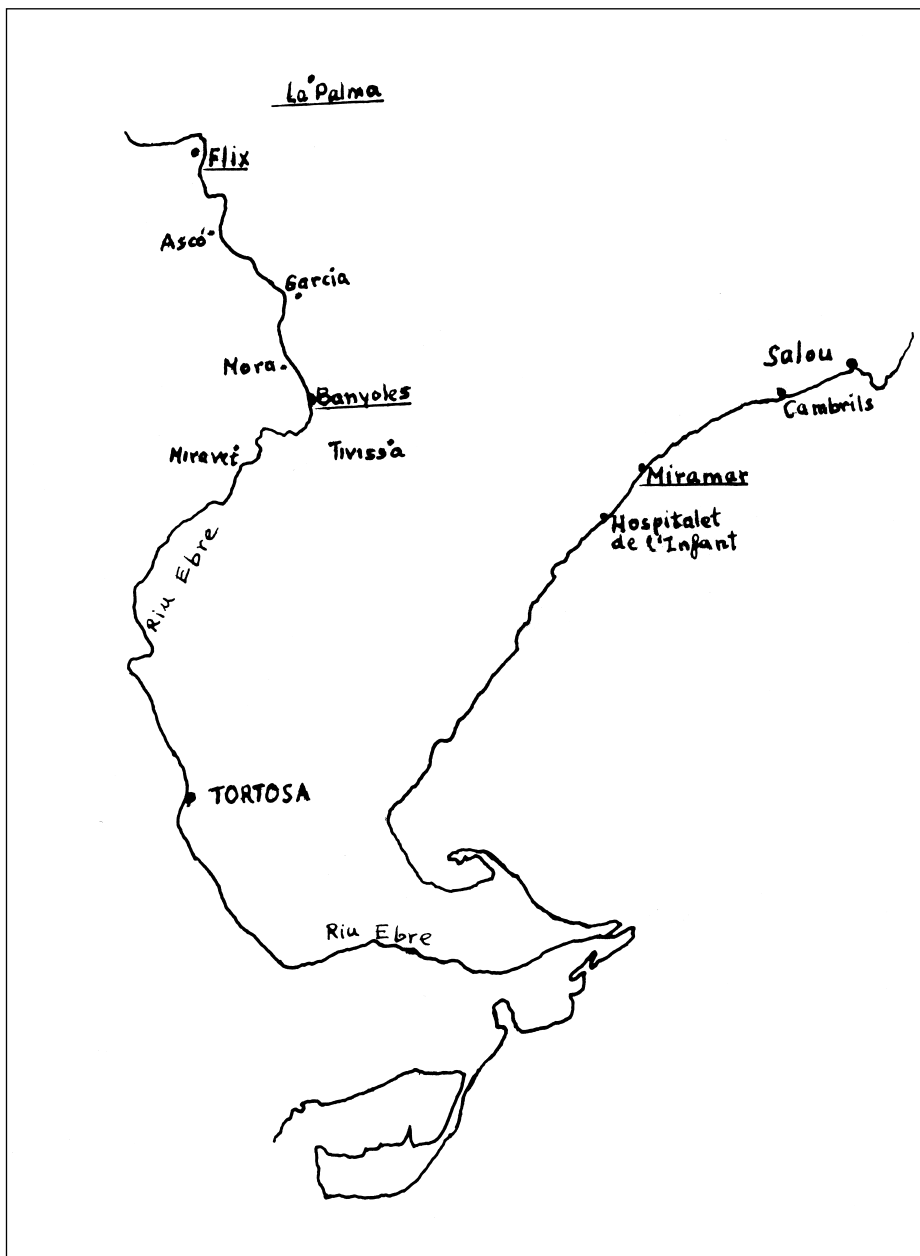 La Palma
Flix
Ascó
García
Mora
Banyoles
Miravet
Tivissa
Riu Ebre
Salou
Cambrils
Miramar
Hospitalet
de l'Infant
TORTOSA
Riu Ebre